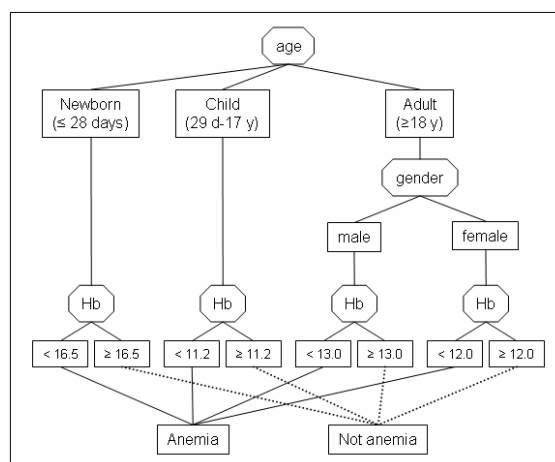 age
Newborn
(≤ 28 days)
Child
(29 d-17 y)
Adult
(≥18 y)
gender
male
female
Hb
Hb
Hb
Hb
< 16.5
≥ 16.5
< 11.2
≥ 11.2
< 13.0
≥ 13.0
< 12.0
≥ 12.0
Anemia
Not anemia